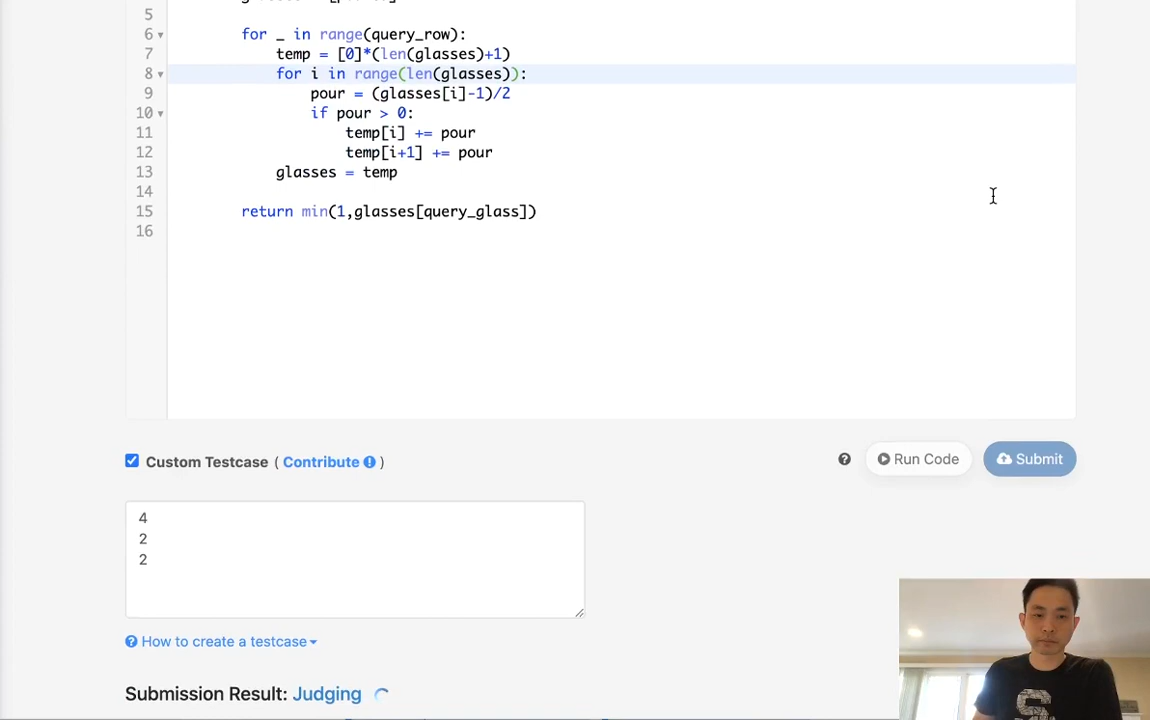 5
6 for _ in range(query_row):
7 temp = [0]*(len(glasses)+1)
8 for i in range(len(glasses)):
9 pour = (glasses[i]-1)/2
10 if pour > 0:
11 temp[i] += pour
12 temp[i+1] += pour
13 glasses = temp
14
15 return min(1,glasses[query_glass])
16
Custom Testcase ( Contribute )
Run Code
Submit
4
2
2
How to create a testcase
Submission Result: Judging